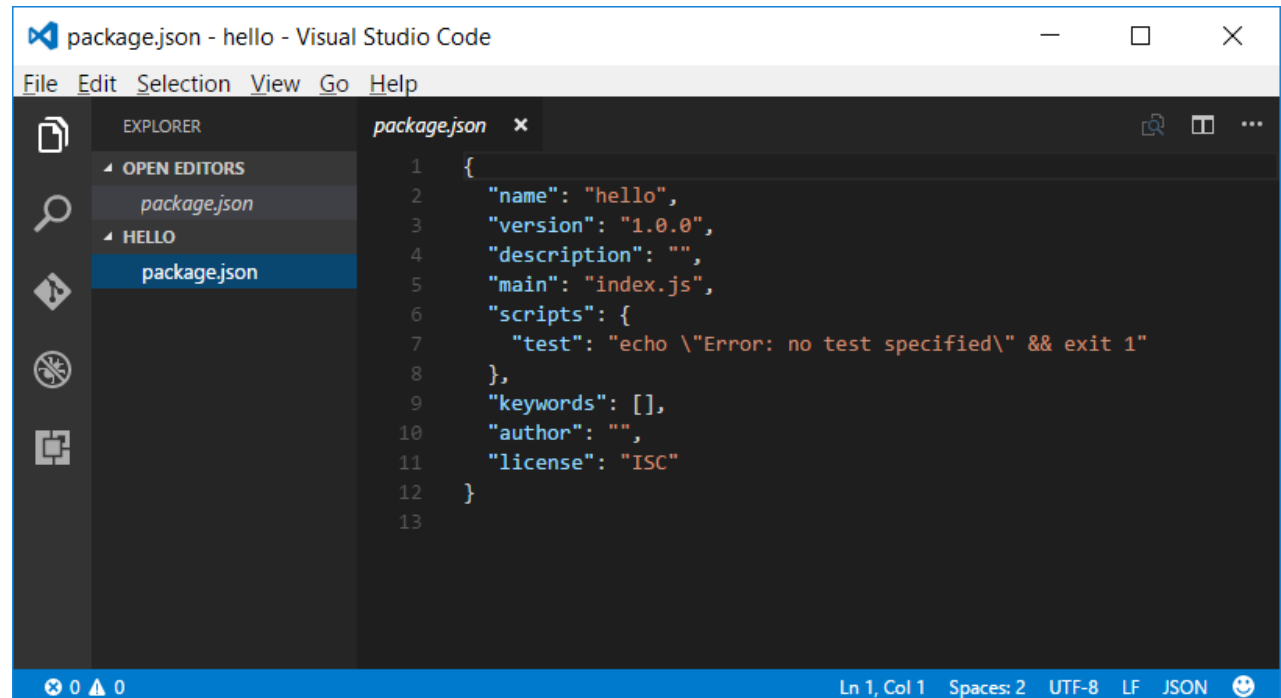 package.json - hello - Visual Studio Code
File Edit Selection View Go Help
EXPLORER
OPEN EDITORS
package.json
HELLO
package.json
package.json
1 {
2   "name": "hello",
3   "version": "1.0.0",
4   "description": "",
5   "main": "index.js",
6   "scripts": {
7     "test": "echo \"Error: no test specified\" && exit 1"
8   },
9   "keywords": [],
10   "author": "",
11   "license": "ISC"
12 }
13
0 0 Ln 1, Col 1 Spaces: 2 UTF-8 LF JSON